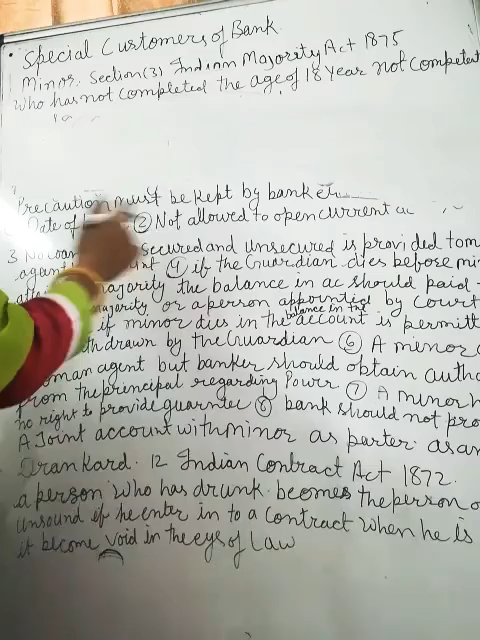 • Special Customers of Bank
Minor. Section(3) Indian Majority Act 1875
Who has not completed the age of 18 Year not Competent
Precaution must be Kept by banker
Date of ② Not allowed to open current ac
3 No loan secured and unsecured is provided to m
agent ④ if the Guardian dies before mi
majority the balance in ac should paid
majority or a person appointed by court
if minor dies in the balance in the account is permitt
drawn by the Guardian ⑥ A minor
man agent but banker should obtain autho
from the principal regarding Power ⑦ A minor h
no right to provide guarntee ⑧ bank should not pro
A Joint account with minor as parter. as an
Drankard. 12 Indian Contract Act 1872.
a person who has drunk. becomes the person o
unsound if he enter in to a contract when he is
it become void in the eye of Law